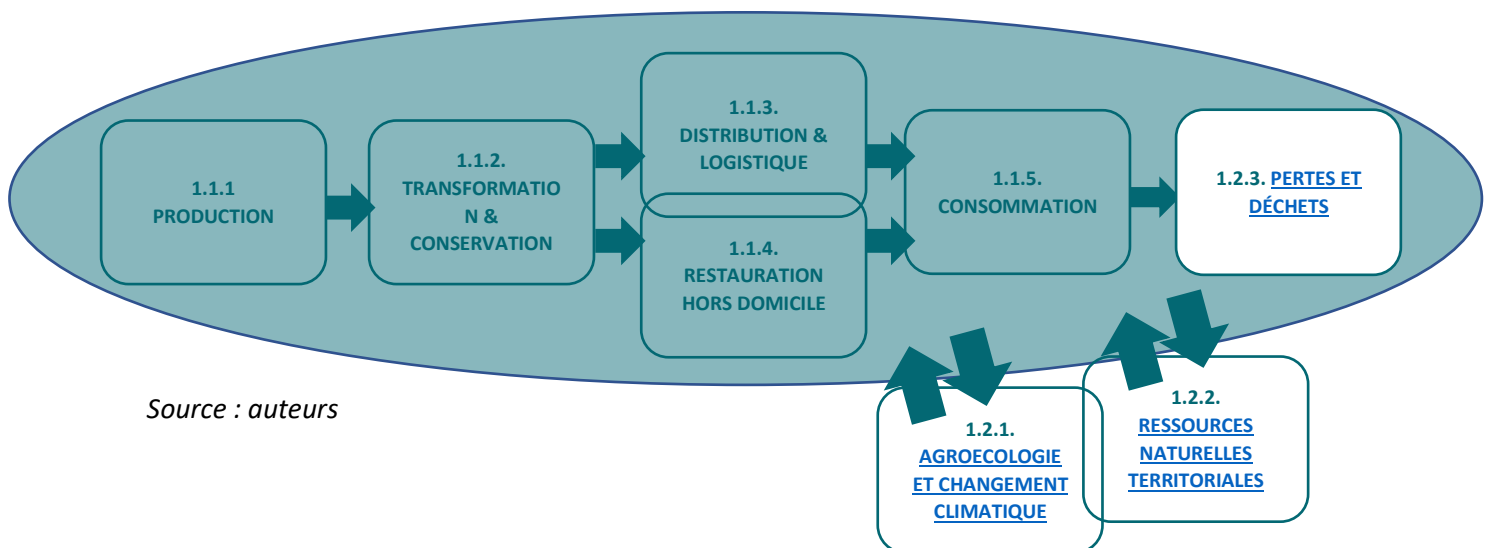 1.1.1
PRODUCTION
1.1.2.
TRANSFORMATIO
N &
CONSERVATION
1.1.3.
DISTRIBUTION &
LOGISTIQUE
1.1.4.
RESTAURATION
HORS DOMICILE
1.1.5.
CONSOMMATION
1.2.3. PERTES ET
DÉCHETS
Source : auteurs
1.2.1.
AGROECOLOGIE
ET CHANGEMENT
CLIMATIQUE
1.2.2.
RESSOURCES
NATURELLES
TERRITORIALES